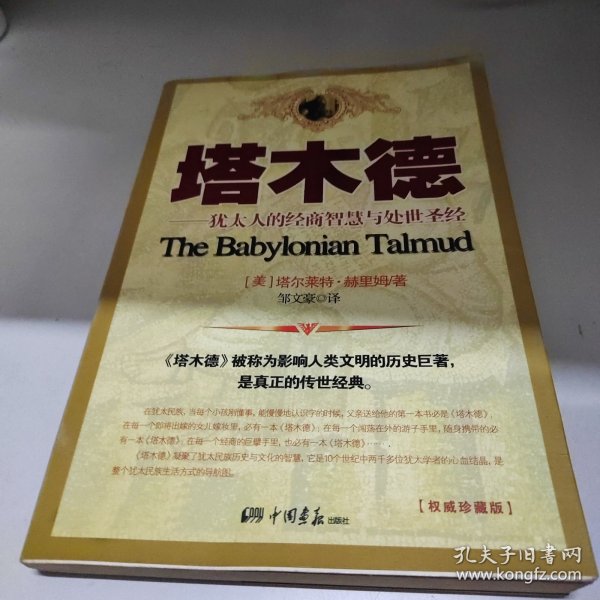 塔木德
——犹太人的经商智慧与处世圣经
The Babylonian Talmud
［美］塔尔莱特·赫里姆/著
邹文豪◎译
《塔木德》被称为影响人类文明的历史巨著，
是真正的传世经典。
在犹太民族，当每个小孩刚懂事，能慢慢地认识字的时候，父亲送给他的第一本书必是《塔木德》；
在每一个即将出嫁的女儿嫁妆里，必有一本《塔木德》；在每一个闯荡在外的游子手里，随身携带的必
有一本《塔木德》；在每一个经商的巨擘手里，也必有一本《塔木德》……
《塔木德》凝聚了犹太民族历史与文化的智慧，它是10个世纪中两千多位犹太学者的心血结晶，是
整个犹太民族生活方式的导航图。
【权威珍藏版】
CPPH 中国画报出版社
孔夫子旧书网
www.kongfz.com